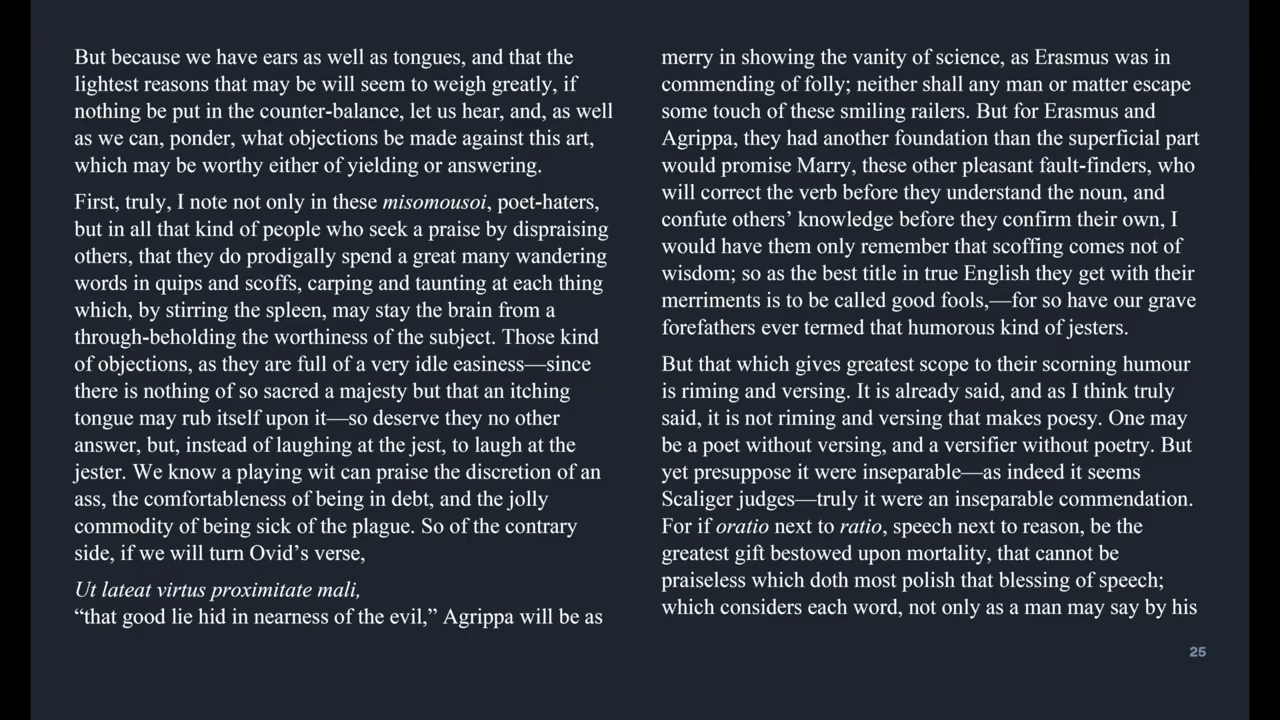 But because we have ears as well as tongues, and that the
lightest reasons that may be will seem to weigh greatly, if
nothing be put in the counter-balance, let us hear, and, as well
as we can, ponder, what objections be made against this art,
which may be worthy either of yielding or answering.
First, truly, I note not only in these misomousoi, poet-haters,
but in all that kind of people who seek a praise by dispraising
others, that they do prodigally spend a great many wandering
words in quips and scoffs, carping and taunting at each thing
which, by stirring the spleen, may stay the brain from a
through-beholding the worthiness of the subject. Those kind
of objections, as they are full of a very idle easiness—since
there is nothing of so sacred a majesty but that an itching
tongue may rub itself upon it—so deserve they no other
answer, but, instead of laughing at the jest, to laugh at the
jester. We know a playing wit can praise the discretion of an
ass, the comfortableness of being in debt, and the jolly
commodity of being sick of the plague. So of the contrary
side, if we will turn Ovid’s verse,
Ut lateat virtus proximitate mali,
“that good lie hid in nearness of the evil,” Agrippa will be as
merry in showing the vanity of science, as Erasmus was in
commending of folly; neither shall any man or matter escape
some touch of these smiling railers. But for Erasmus and
Agrippa, they had another foundation than the superficial part
would promise Marry, these other pleasant fault-finders, who
will correct the verb before they understand the noun, and
confute others’ knowledge before they confirm their own, I
would have them only remember that scoffing comes not of
wisdom; so as the best title in true English they get with their
merriments is to be called good fools,—for so have our grave
forefathers ever termed that humorous kind of jesters.
But that which gives greatest scope to their scorning humour
is riming and versing. It is already said, and as I think truly
said, it is not riming and versing that makes poesy. One may
be a poet without versing, and a versifier without poetry. But
yet presuppose it were inseparable—as indeed it seems
Scaliger judges—truly it were an inseparable commendation.
For if oratio next to ratio, speech next to reason, be the
greatest gift bestowed upon mortality, that cannot be
praiseless which doth most polish that blessing of speech;
which considers each word, not only as a man may say by his
25